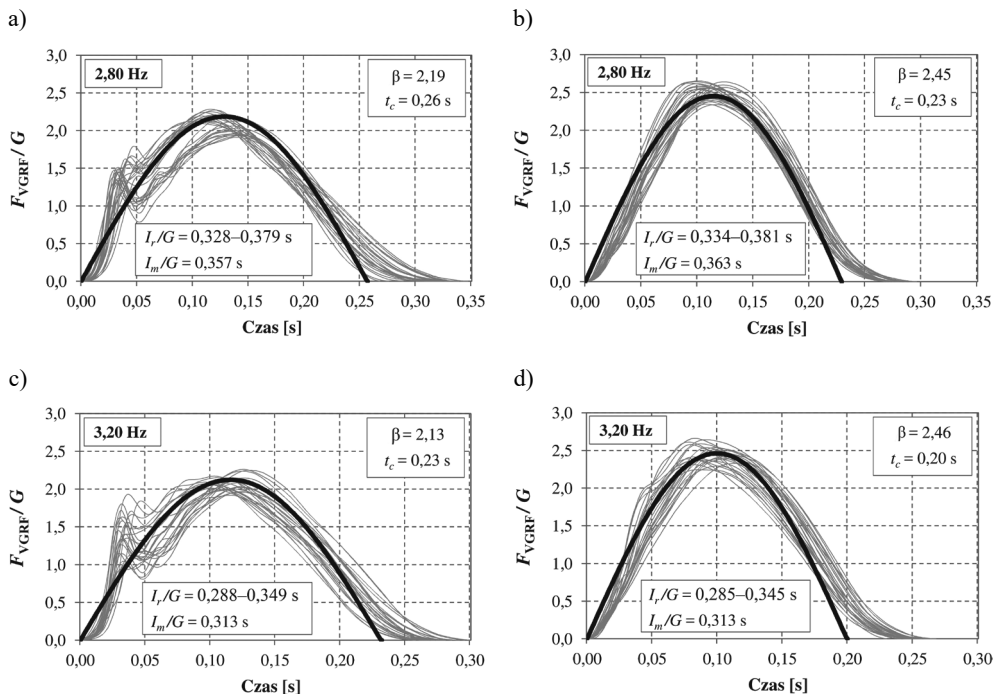 a)
3,0
2,5
2,0
1,5
1,0
0,5
0,0
F_VGRF / G
2,80 Hz
β = 2,19
t_c = 0,26 s
I_r/G = 0,328–0,379 s
I_m/G = 0,357 s
0,00 0,05 0,10 0,15 0,20 0,25 0,30 0,35
Czas [s]
b)
3,0
2,5
2,0
1,5
1,0
0,5
0,0
F_VGRF / G
2,80 Hz
β = 2,45
t_c = 0,23 s
I_r/G = 0,334–0,381 s
I_m/G = 0,363 s
0,00 0,05 0,10 0,15 0,20 0,25 0,30 0,35
Czas [s]
c)
3,0
2,5
2,0
1,5
1,0
0,5
0,0
F_VGRF / G
3,20 Hz
β = 2,13
t_c = 0,23 s
I_r/G = 0,288–0,349 s
I_m/G = 0,313 s
0,00 0,05 0,10 0,15 0,20 0,25 0,30
Czas [s]
d)
3,0
2,5
2,0
1,5
1,0
0,5
0,0
F_VGRF / G
3,20 Hz
β = 2,46
t_c = 0,20 s
I_r/G = 0,285–0,345 s
I_m/G = 0,313 s
0,00 0,05 0,10 0,15 0,20 0,25 0,30
Czas [s]